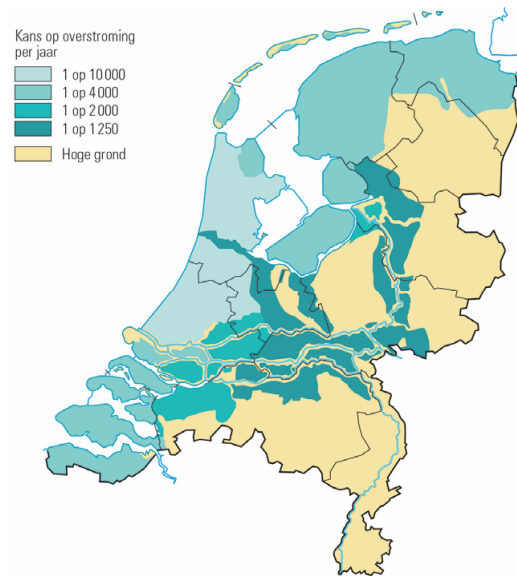 Kans op overstroming
per jaar
1 op 10 000
1 op 4 000
1 op 2 000
1 op 1 250
Hoge grond